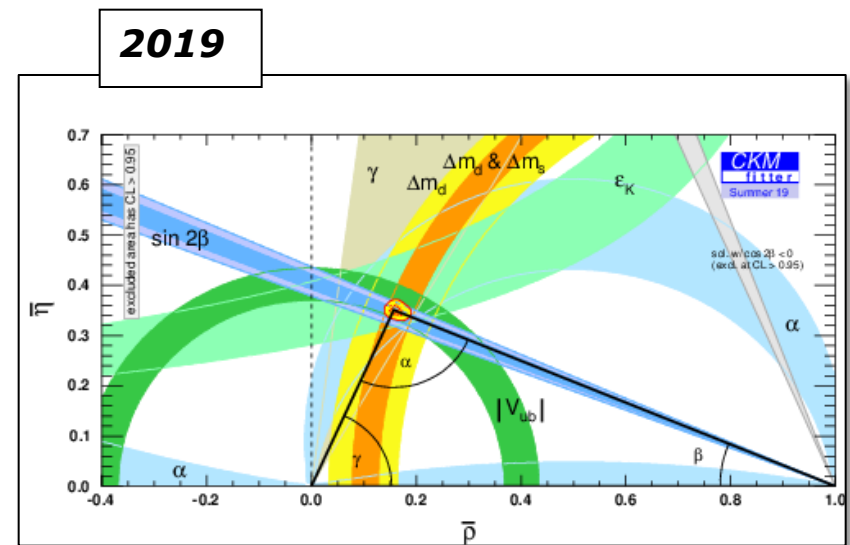 2019
0.7
0.6
0.5
0.4
0.3
0.2
0.1
0.0
η̅
excluded area has CL > 0.95
γ
Δm_d
Δm_d & Δm_s
ε_K
CKM
fitter
Summer 19
sin 2β
sol. w/ cos 2β < 0
(excl. at CL > 0.95)
α
α
|V_ub|
α
γ
β
-0.4
-0.2
0.0
0.2
0.4
0.6
0.8
1.0
ρ̅